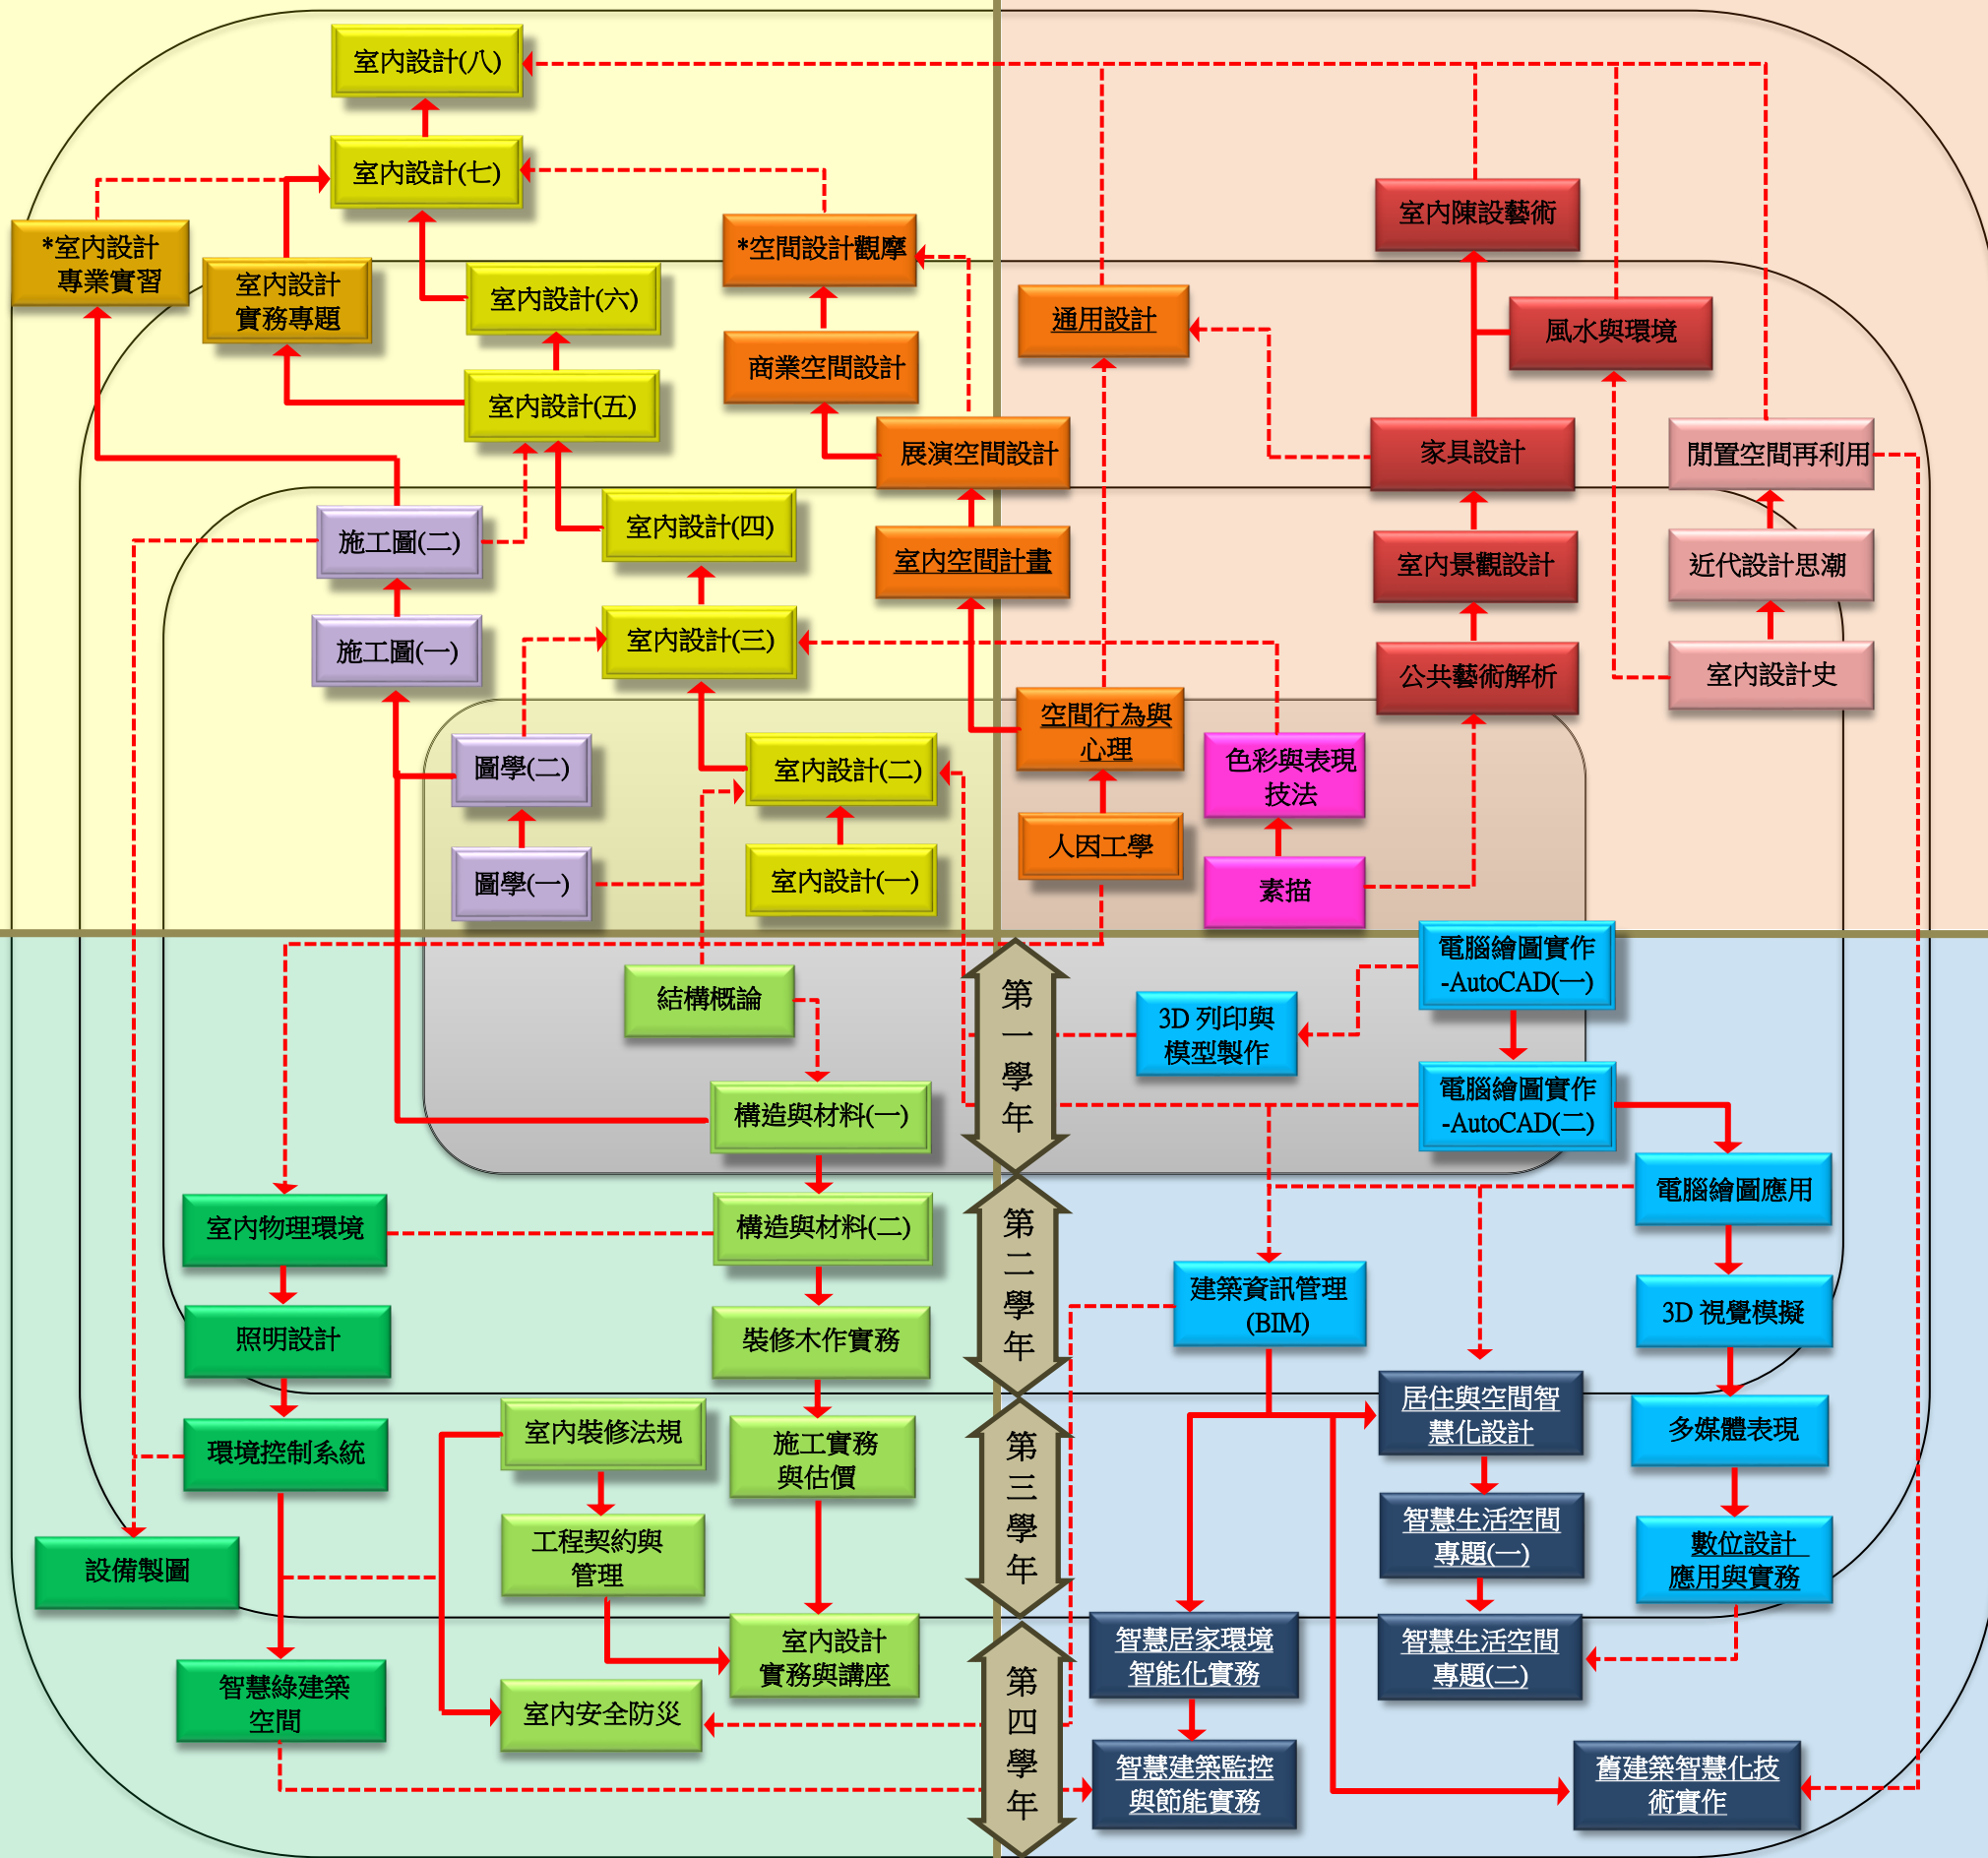 室內設計(八)
室內設計(七)
*室內設計
專業實習
室內設計
實務專題
室內設計(六)
室內設計(五)
*空間設計觀摩
商業空間設計
展演空間設計
室內空間計畫
施工圖(二)
施工圖(一)
室內設計(四)
室內設計(三)
圖學(二)
圖學(一)
室內設計(二)
室內設計(一)
室內陳設藝術
通用設計
風水與環境
家具設計
閒置空間再利用
室內景觀設計
近代設計思潮
公共藝術解析
室內設計史
空間行為與
心理
色彩與表現
技法
人因工學
素描
結構概論
構造與材料(一)
室內物理環境
構造與材料(二)
照明設計
裝修木作實務
環境控制系統
室內裝修法規
施工實務
與估價
設備製圖
工程契約與
管理
室內設計
實務與講座
智慧綠建築
空間
室內安全防災
第
一
學
年
第
二
學
年
第
三
學
年
第
四
學
年
電腦繪圖實作
-AutoCAD(一)
3D 列印與
模型製作
電腦繪圖實作
-AutoCAD(二)
電腦繪圖應用
建築資訊管理
(BIM)
3D 視覺模擬
居住與空間智
慧化設計
多媒體表現
智慧生活空間
專題(一)
數位設計
應用與實務
智慧居家環境
智能化實務
智慧生活空間
專題(二)
智慧建築監控
與節能實務
舊建築智慧化技
術實作